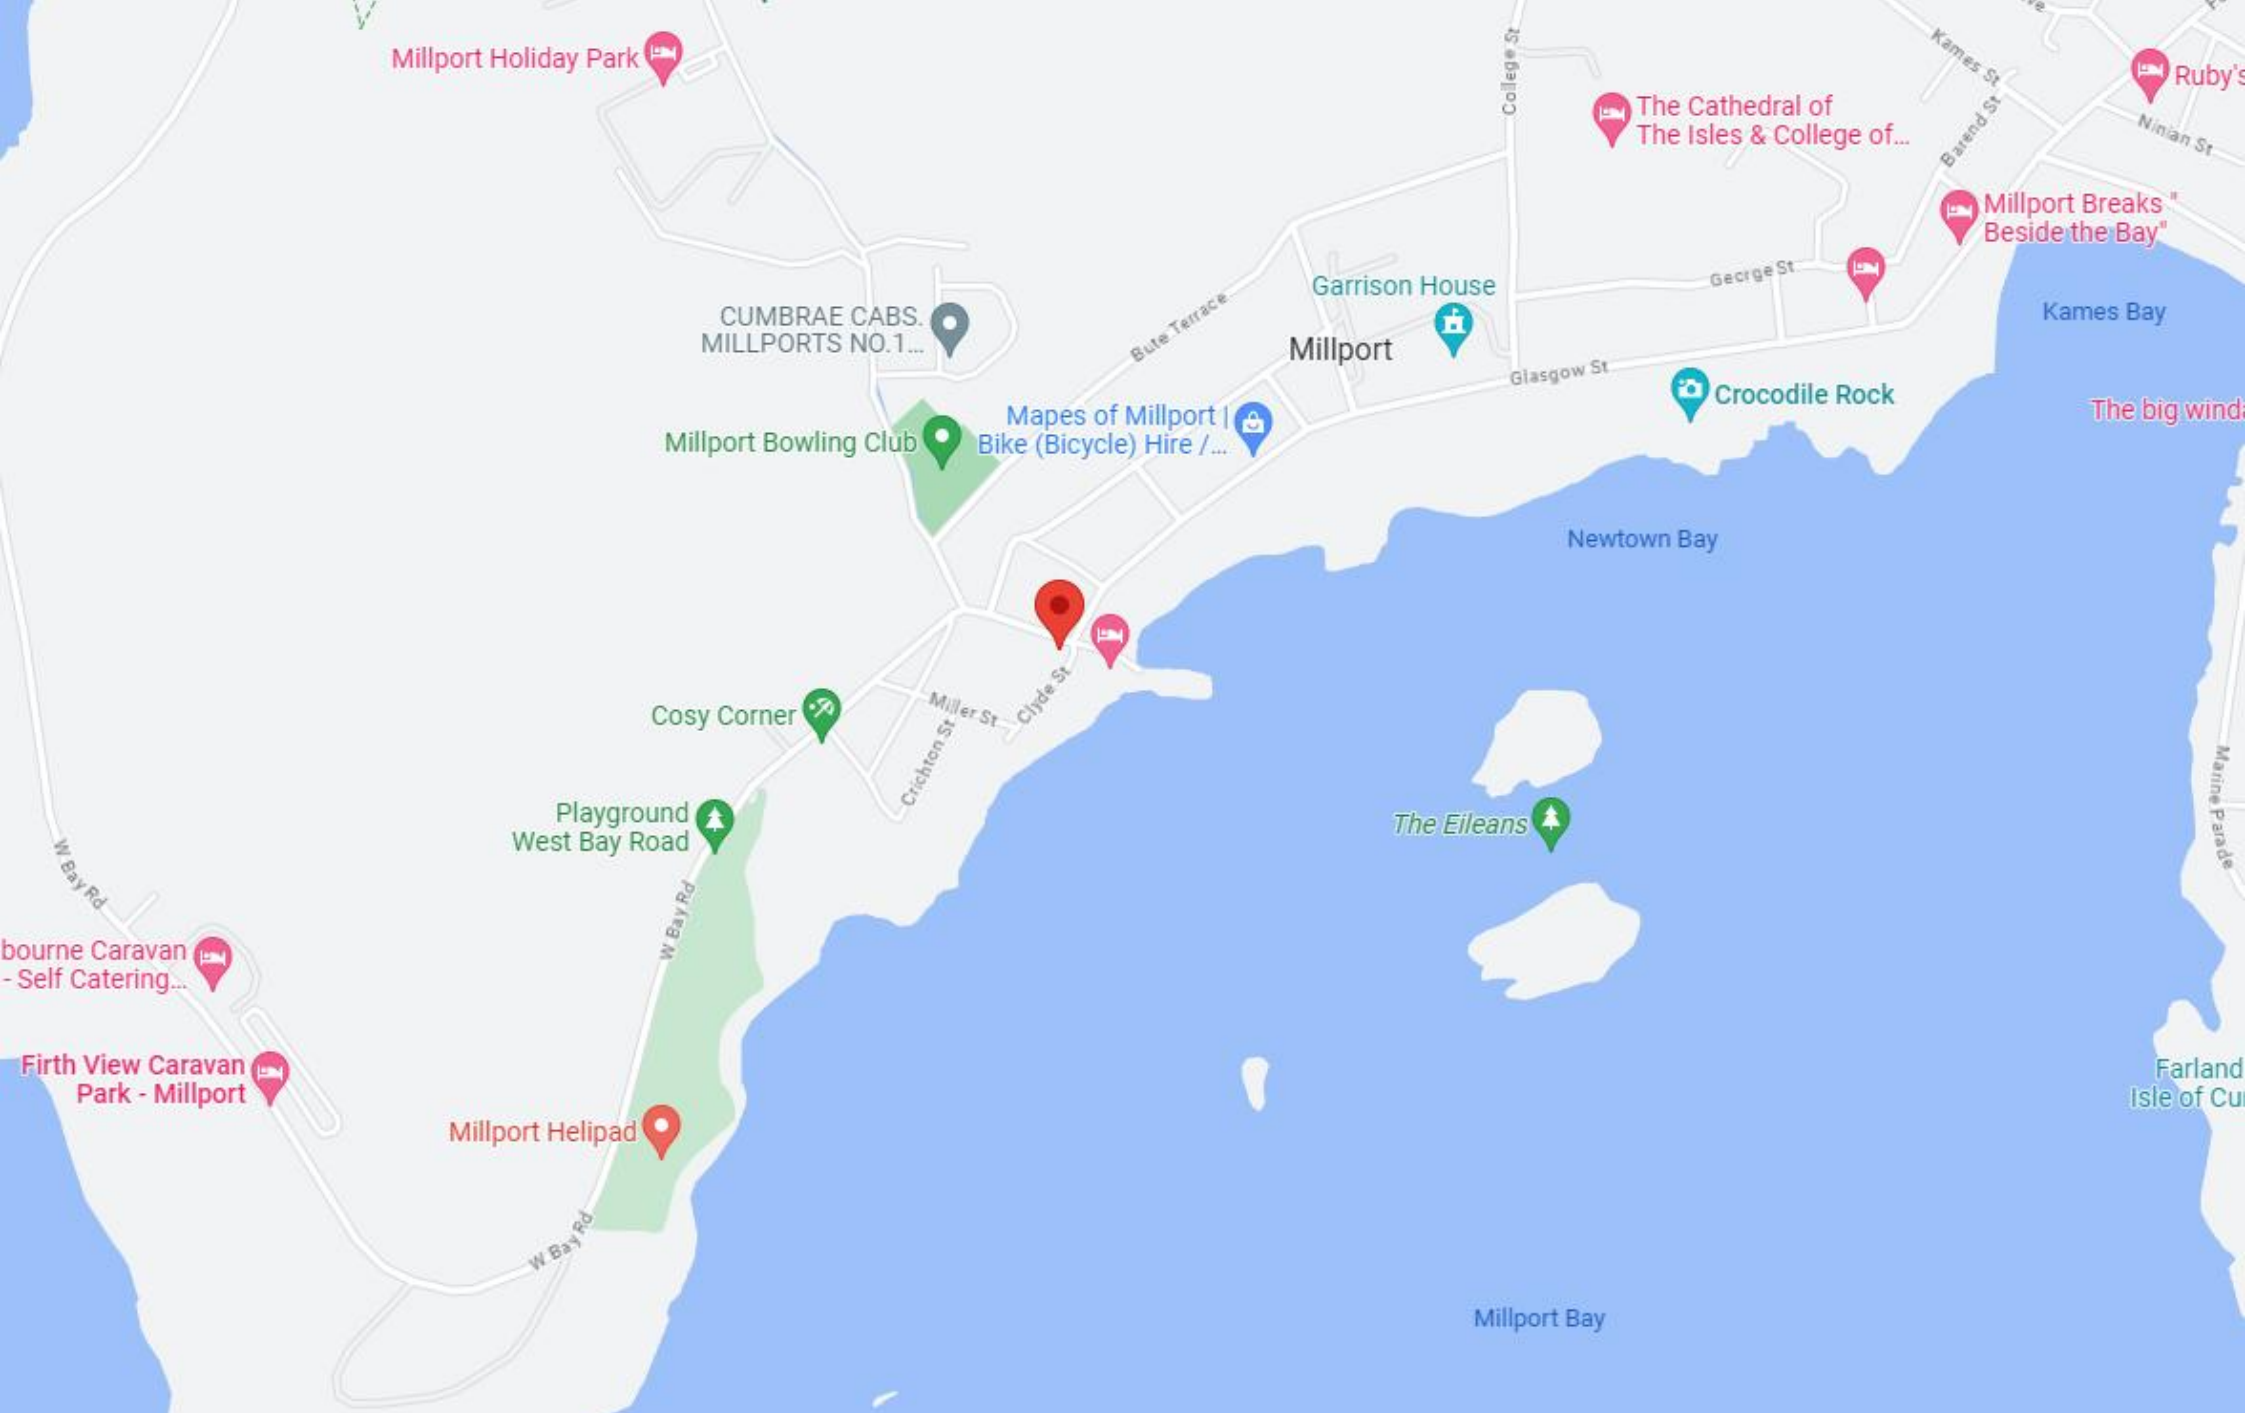 Millport Holiday Park
College St
Kames St
Ruby's
The Cathedral of
The Isles & College of...
Barend St
Ninian St
Millport Breaks "
Beside the Bay"
Gecrge St
Garrison House
Kames Bay
CUMBRAE CABS.
MILLPORTS NO.1...
Bute Terrace
Millport
Glasgow St
Crocodile Rock
The big wind
Millport Bowling Club
Mapes of Millport |
Bike (Bicycle) Hire /...
Newtown Bay
Cosy Corner
Miller St
Clyde St
Crichton St
Playground
West Bay Road
The Eileans
Marine Parade
W Bay Rd
W Bay Rd
bourne Caravan
- Self Catering...
Firth View Caravan
Park - Millport
Farland
Isle of Cu
Millport Helipad
W Bay Rd
Millport Bay